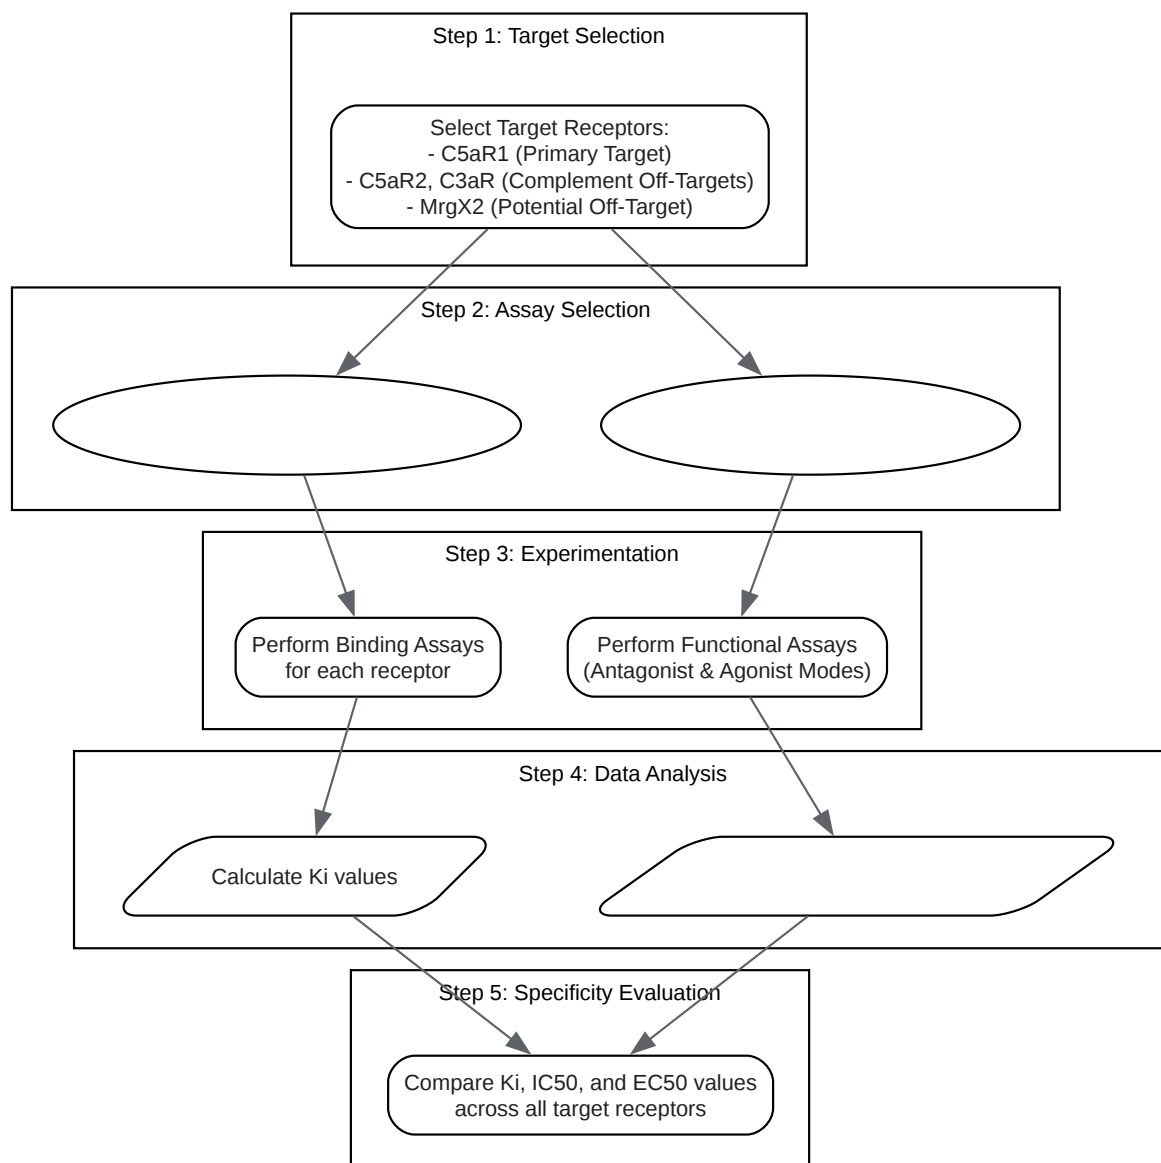 Step 1: Target Selection
Select Target Receptors:
- C5aR1 (Primary Target)
- C5aR2, C3aR (Complement Off-Targets)
- MrgX2 (Potential Off-Target)
Step 2: Assay Selection
Step 3: Experimentation
Perform Binding Assays
for each receptor
Perform Functional Assays
(Antagonist & Agonist Modes)
Step 4: Data Analysis
Calculate Ki values
Step 5: Specificity Evaluation
Compare Ki, IC50, and EC50 values
across all target receptors